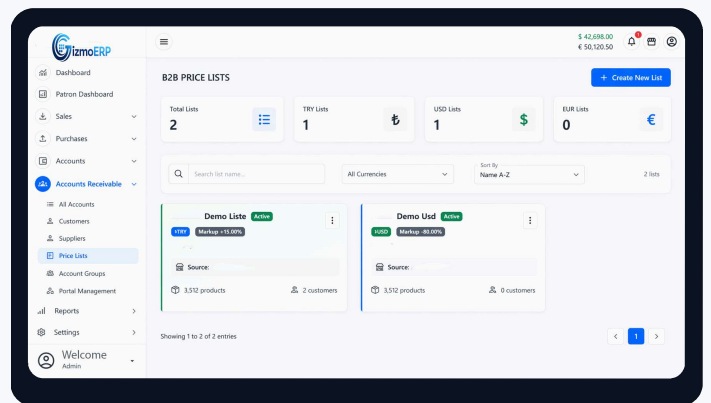 GizmoERP
$ 42,698.00
€ 50,120.50
1
Dashboard
Patron Dashboard
Sales
Purchases
Accounts
Accounts Receivable
All Accounts
Customers
Suppliers
Price Lists
Account Groups
Portal Management
Reports
Settings
Welcome
Admin
B2B PRICE LISTS
+ Create New List
Total Lists
2
TRY Lists
1
₺
USD Lists
1
$
EUR Lists
0
€
Search list name...
All Currencies
Sort By
Name A-Z
2 lists
Demo Liste Active
₺TRY Markup +15.00%
Source:
3,512 products 2 customers
Demo Usd Active
USD Markup -80.00%
Source:
3,512 products 0 customers
Showing 1 to 2 of 2 entries
< 1 >